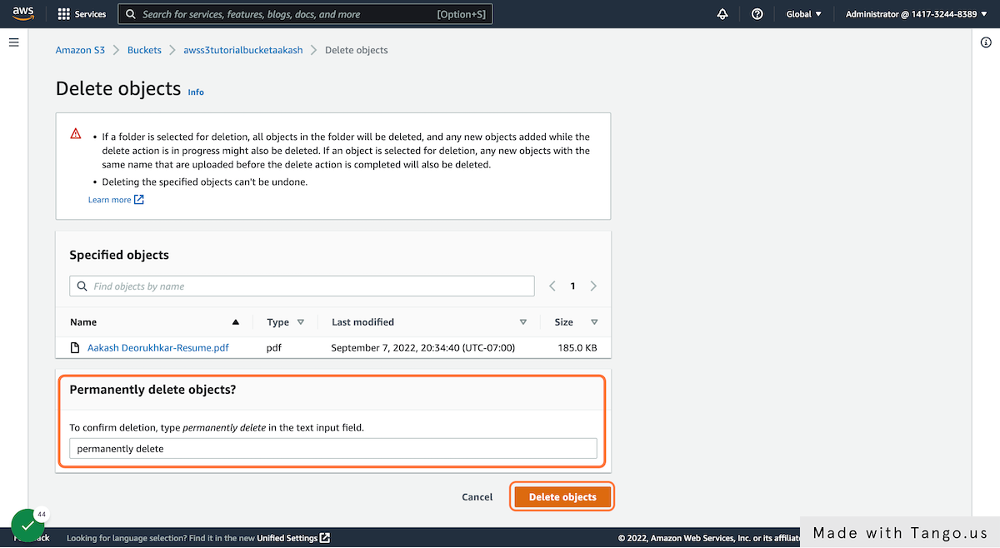 aws Services Search for services, features, blogs, docs, and more [Option+S] Global Administrator @ 1417-3244-8389
Amazon S3 Buckets awss3tutorialbucketaakash Delete objects
Delete objects Info
• If a folder is selected for deletion, all objects in the folder will be deleted, and any new objects added while the
delete action is in progress might also be deleted. If an object is selected for deletion, any new objects with the
same name that are uploaded before the delete action is completed will also be deleted.
• Deleting the specified objects can't be undone.
Learn more
Specified objects
Find objects by name 1
Name Type Last modified Size
Aakash Deorukhkar-Resume.pdf pdf September 7, 2022, 20:34:40 (UTC-07:00) 185.0 KB
Permanently delete objects?
To confirm deletion, type permanently delete in the text input field.
permanently delete
Cancel Delete objects
44
Looking for language selection? Find it in the new Unified Settings © 2022, Amazon Web Services, Inc. or its affiliate
Made with Tango.us